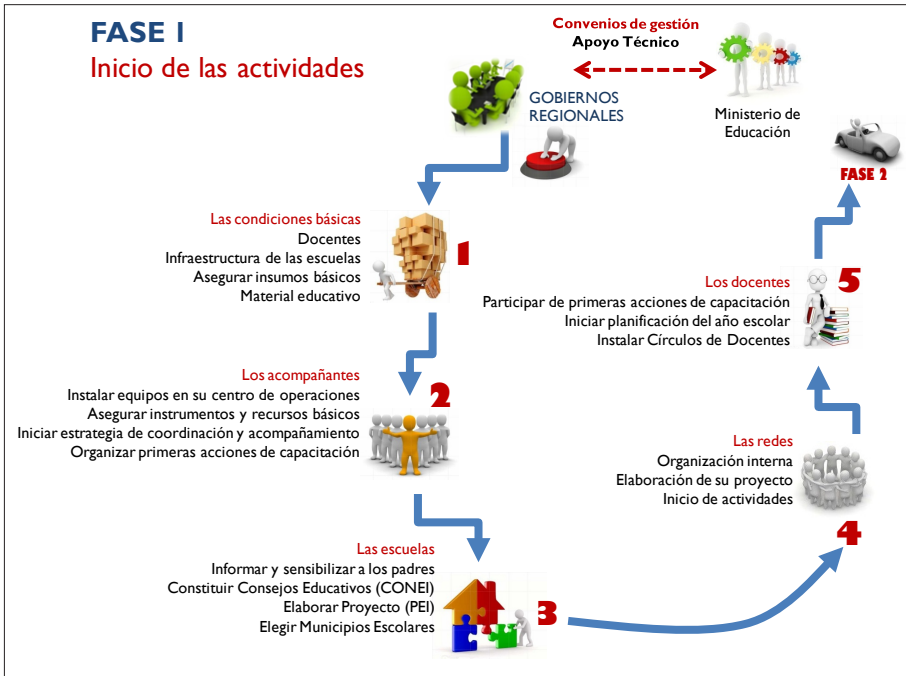 FASE I
Inicio de las actividades
Convenios de gestión
Apoyo Técnico
GOBIERNOS
REGIONALES
Ministerio de
Educación
FASE 2
Las condiciones básicas
Docentes
Infraestructura de las escuelas
Asegurar insumos básicos
Material educativo
1
Los acompañantes
Instalar equipos en su centro de operaciones
Asegurar instrumentos y recursos básicos
Iniciar estrategia de coordinación y acompañamiento
Organizar primeras acciones de capacitación
2
Las escuelas
Informar y sensibilizar a los padres
Constituir Consejos Educativos (CONEI)
Elaborar Proyecto (PEI)
Elegir Municipios Escolares
3
Las redes
Organización interna
Elaboración de su proyecto
Inicio de actividades
4
Los docentes
Participar de primeras acciones de capacitación
Iniciar planificación del año escolar
Instalar Círculos de Docentes
5